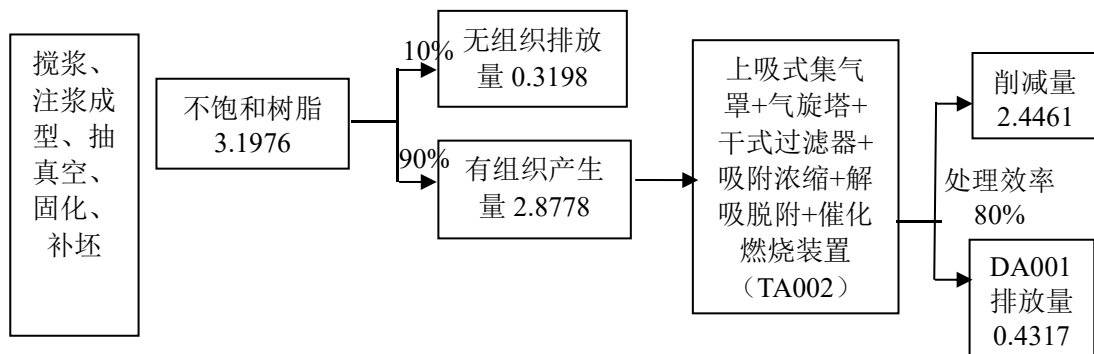 搅浆、
注浆成
型、抽
真空、
固化、
补坯
不饱和树脂
3.1976
10%
无组织排放
量 0.3198
90%
有组织产生
量 2.8778
上吸式集气
罩+气旋塔+
干式过滤器+
吸附浓缩+解
吸脱附+催化
燃烧装置
（TA002）
削减量
2.4461
处理效率
80%
DA001
排放量
0.4317